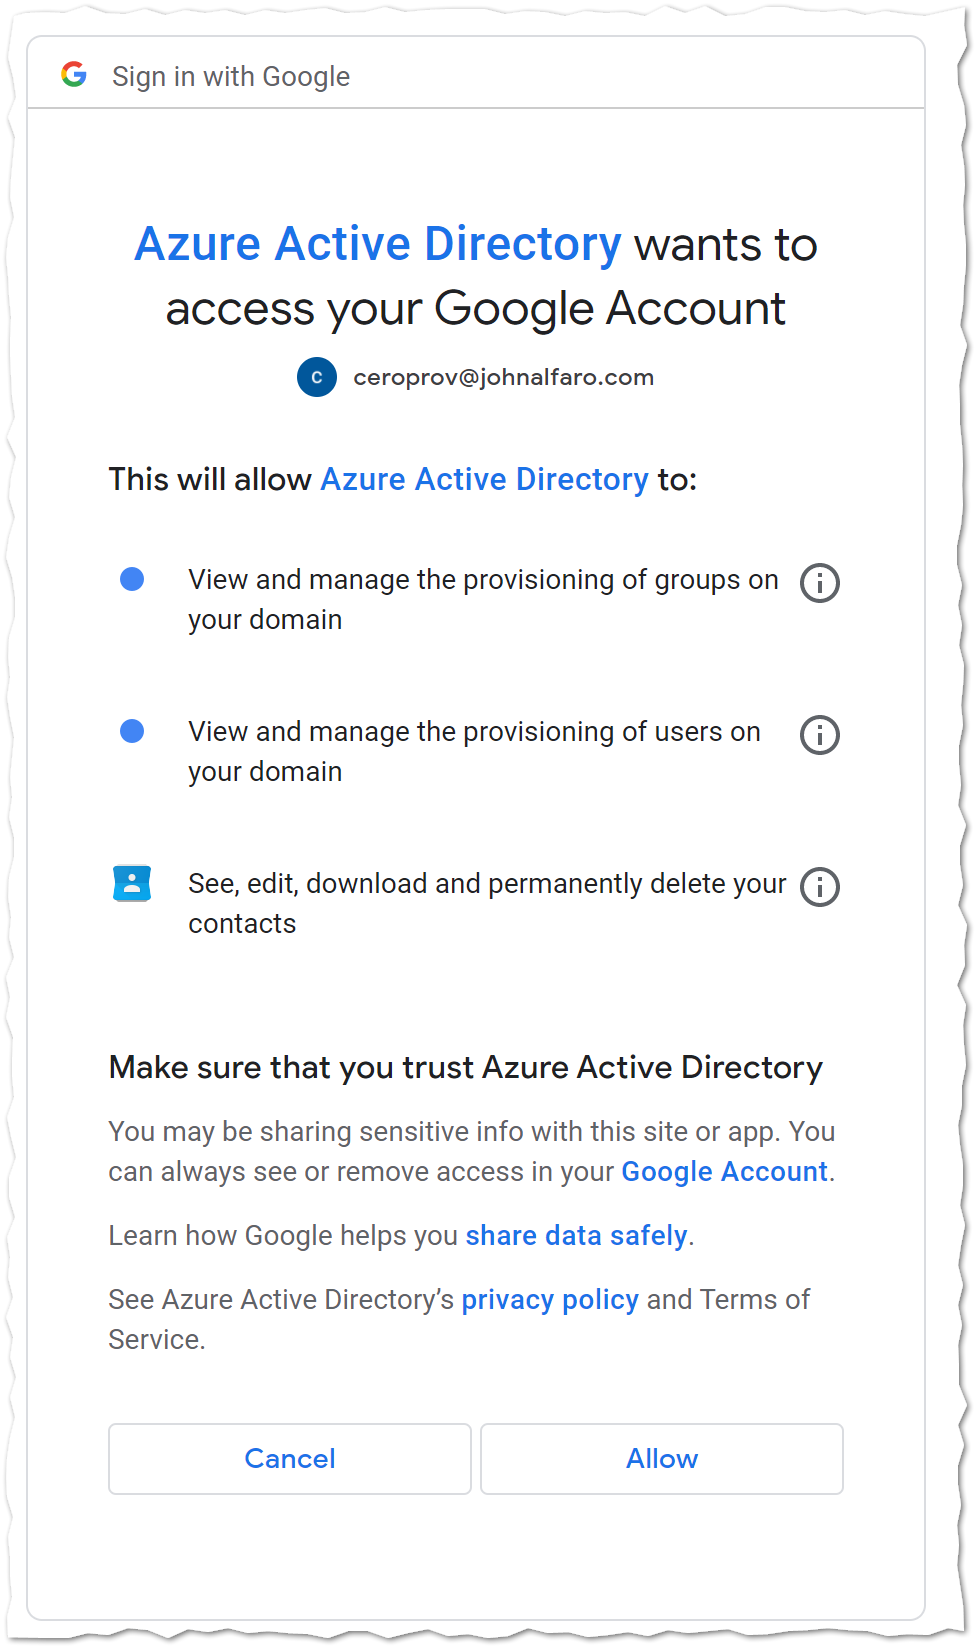 Sign in with Google
Azure Active Directory wants to
access your Google Account
C ceroprov@johnalfaro.com
This will allow Azure Active Directory to:
View and manage the provisioning of groups on
your domain
View and manage the provisioning of users on
your domain
See, edit, download and permanently delete your
contacts
Make sure that you trust Azure Active Directory
You may be sharing sensitive info with this site or app. You
can always see or remove access in your Google Account.
Learn how Google helps you share data safely.
See Azure Active Directory’s privacy policy and Terms of
Service.
Cancel Allow